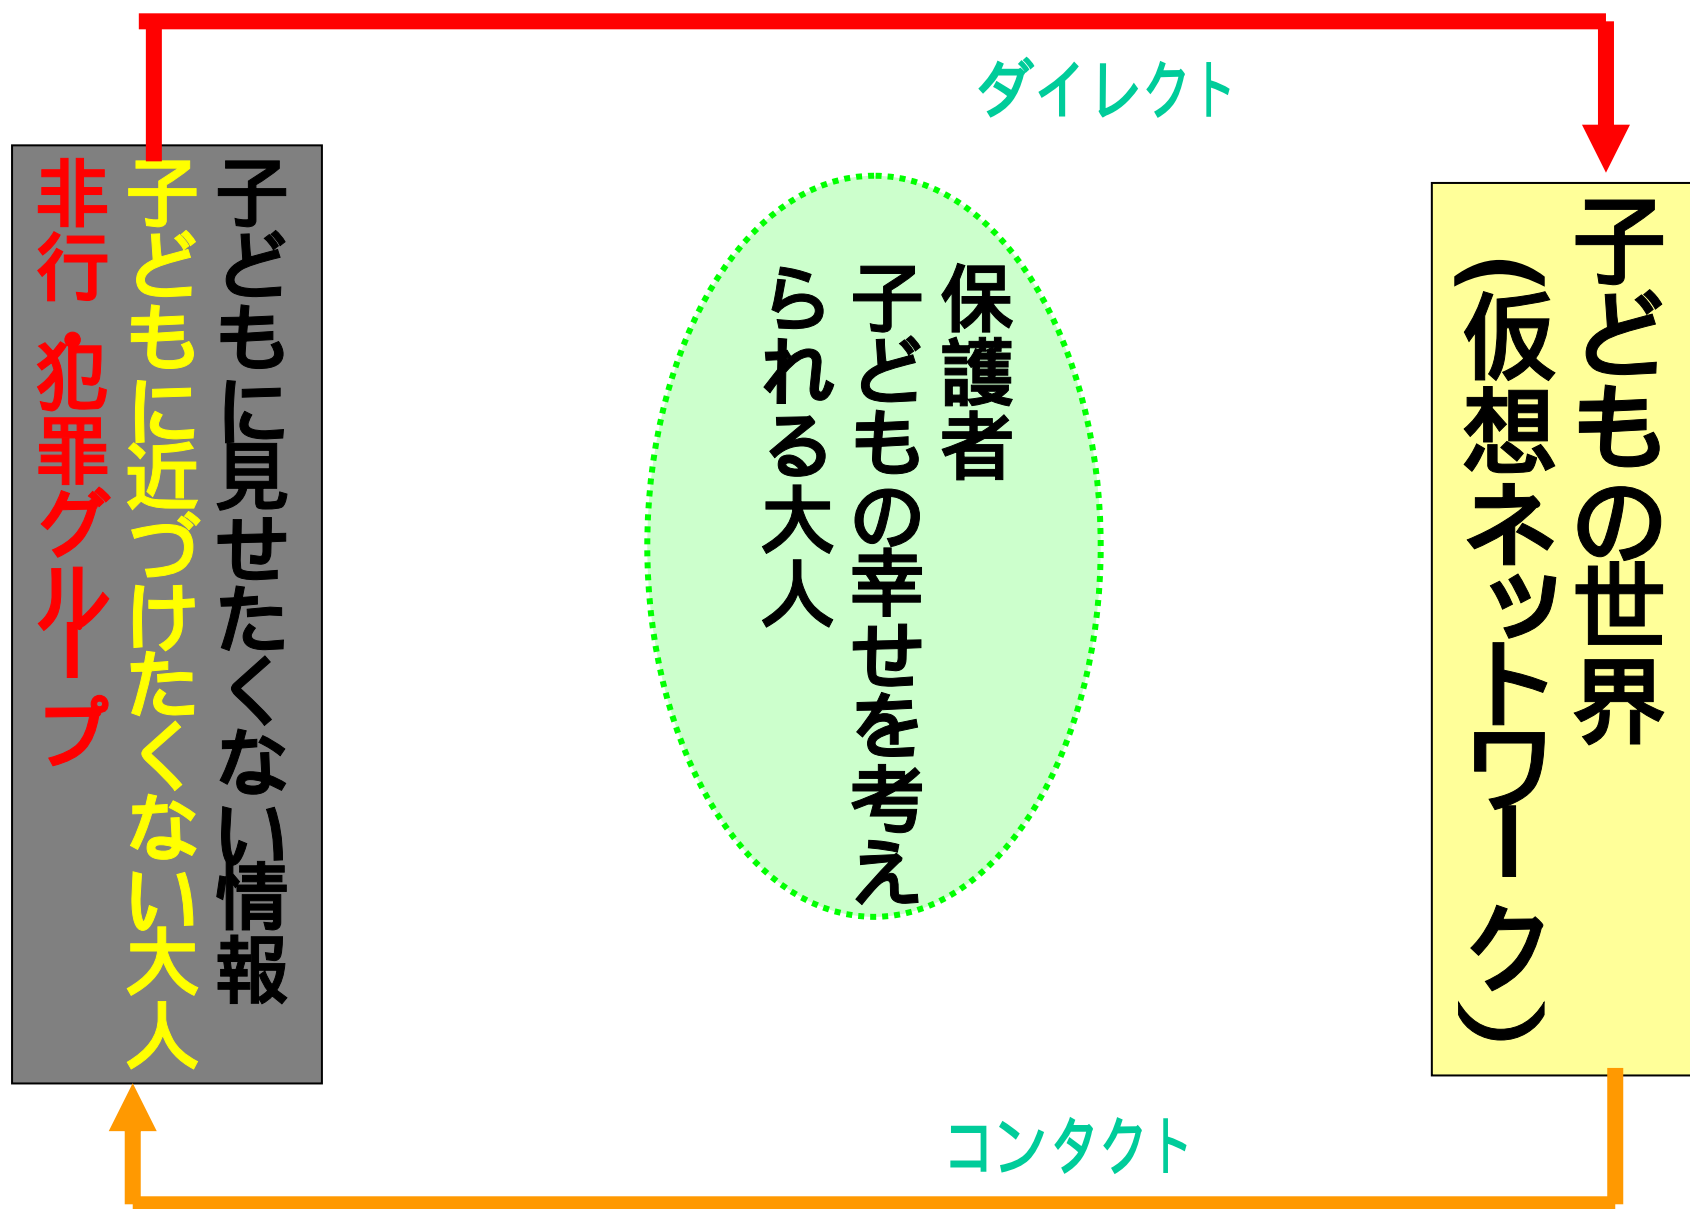 ダイレクト
子どもの世界
（仮想ネットワーク）
保護者
子どもの幸せを考え
られる大人
子どもに見せたくない情報
子どもに近づけたくない大人
非行・犯罪グループ
コンタクト